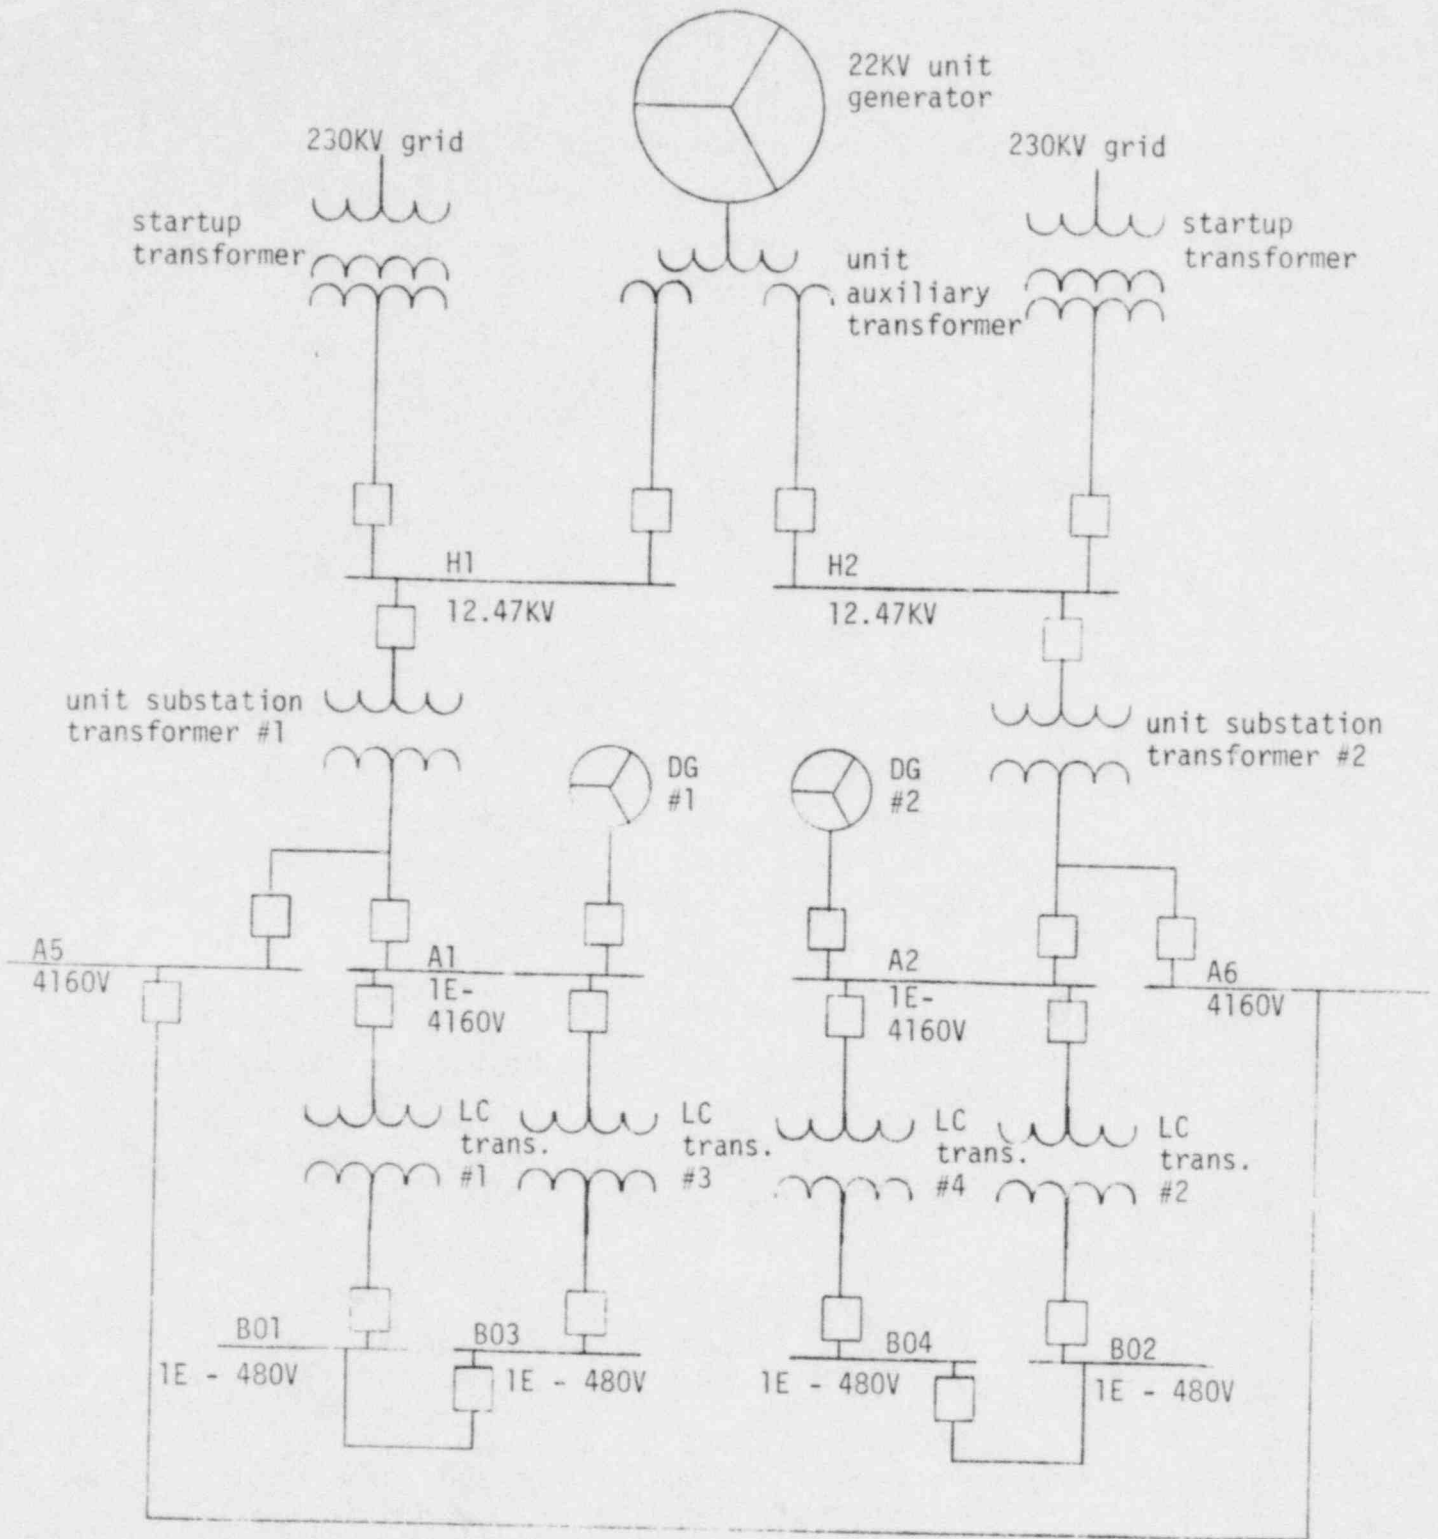 22KV unit
generator
230KV grid
230KV grid
startup
transformer
startup
transformer
unit
auxiliary
transformer
H1
12.47KV
H2
12.47KV
unit substation
transformer #1
unit substation
transformer #2
DG
#1
DG
#2
A5
4160V
A1
1E-
4160V
A2
1E-
4160V
A6
4160V
LC
trans.
#1
LC
trans.
#3
LC
trans.
#4
LC
trans.
#2
B01
1E - 480V
B03
1E - 480V
B04
1E - 480V
B02
1E - 480V